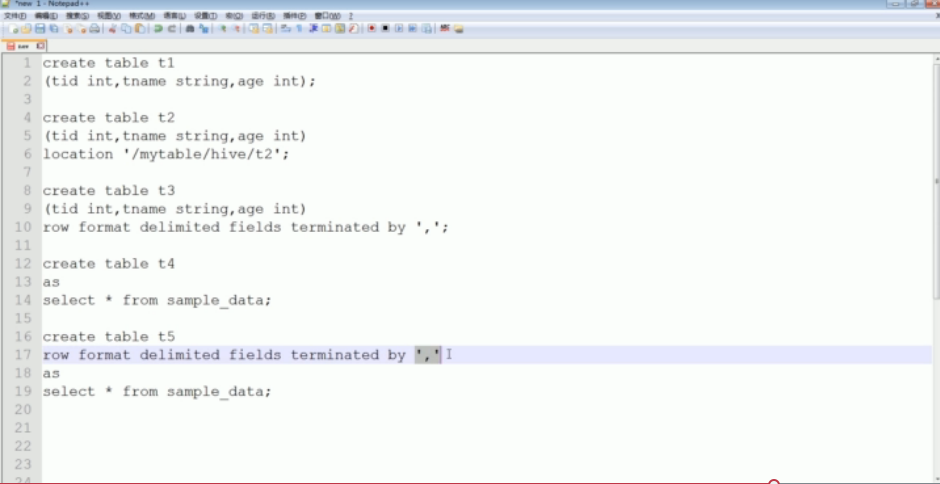 *new 1 - Notepad++
文件(F) 编辑(E) 搜索(S) 视图(V) 格式(M) 语言(L) 设置(T) 宏(O) 运行(R) 插件(P) 窗口(W) ?
1 create table t1
2 (tid int,tname string,age int);
3
4 create table t2
5 (tid int,tname string,age int)
6 location '/mytable/hive/t2';
7
8 create table t3
9 (tid int,tname string,age int)
10 row format delimited fields terminated by ',';
11
12 create table t4
13 as
14 select * from sample_data;
15
16 create table t5
17 row format delimited fields terminated by ','
18 as
19 select * from sample_data;
20
21
22
23
24